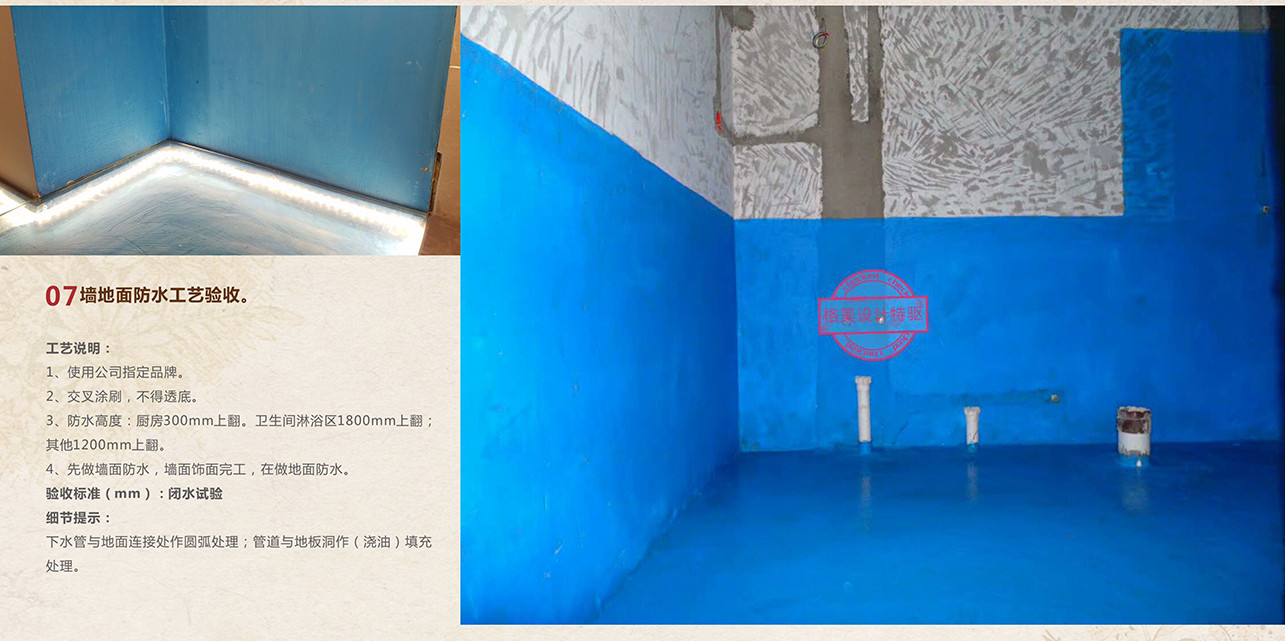 07墙地面防水工艺验收。
工艺说明：
1、使用公司指定品牌。
2、交叉涂刷，不得透底。
3、防水高度：厨房300mm上翻。卫生间淋浴区1800mm上翻；
其他1200mm上翻。
4、先做墙面防水，墙面饰面完工，在做地面防水。
验收标准（mm）：闭水试验
细节提示：
下水管与地面连接处作圆弧处理；管道与地板洞作（浇油）填充
处理。
格美设计特驱